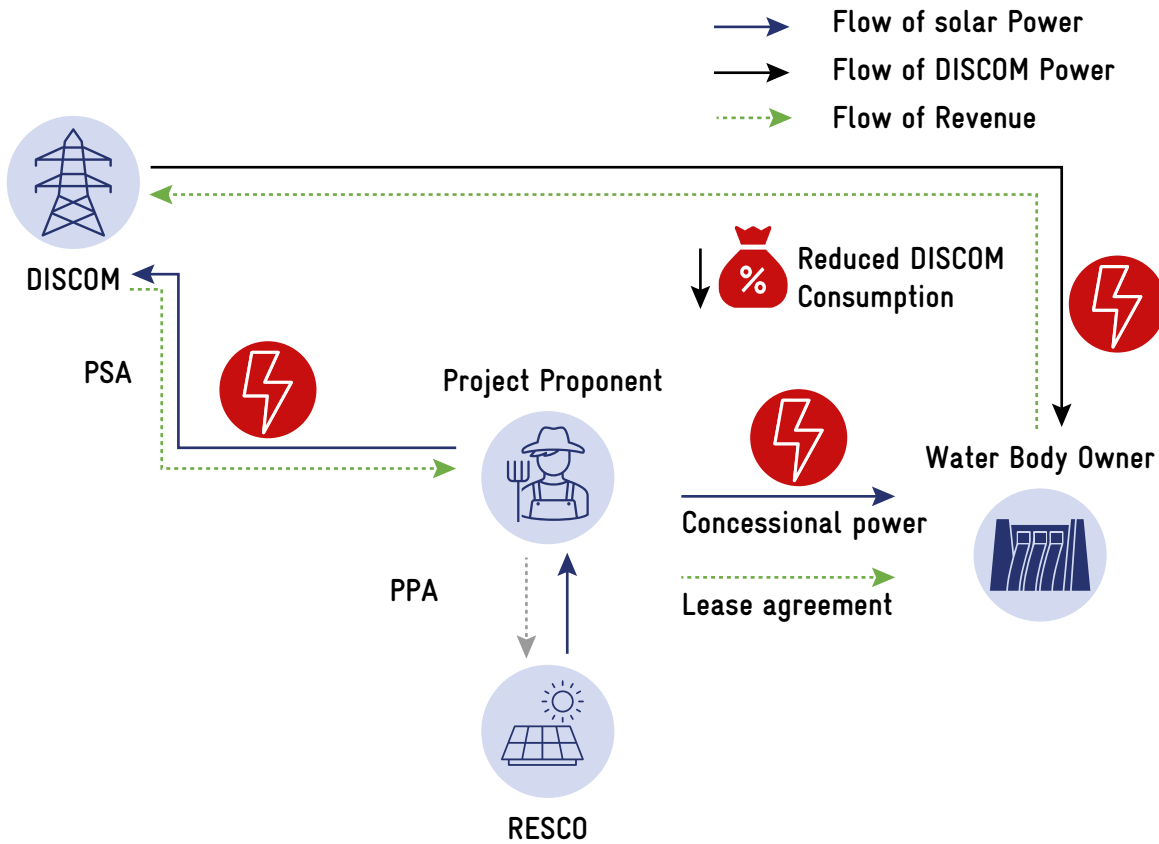 Flow of solar Power
Flow of DISCOM Power
Flow of Revenue
DISCOM
Reduced DISCOM
Consumption
%
PSA
Project Proponent
Water Body Owner
Concessional power
PPA
Lease agreement
RESCO